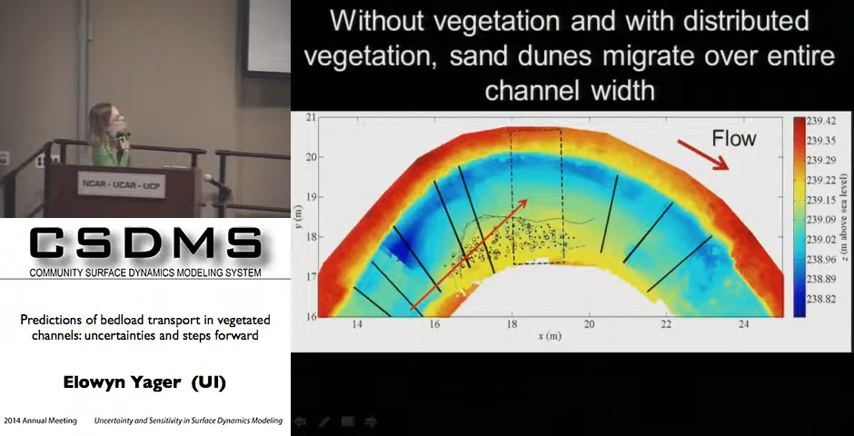 Without vegetation and with distributed
vegetation, sand dunes migrate over entire
channel width
NCAR - UCAR - UCP
CSDMS
COMMUNITY SURFACE DYNAMICS MODELING SYSTEM
Predictions of bedload transport in vegetated
channels: uncertainties and steps forward
Elowyn Yager (UI)
2014 Annual Meeting Uncertainty and Sensitivity in Surface Dynamics Modeling
Flow
21
20
19
18
17
16
y (m)
14 16 18 20 22 24
x (m)
239.42
239.35
239.29
239.22
239.15
239.09
239.02
238.96
238.89
238.82
z (m above sea level)